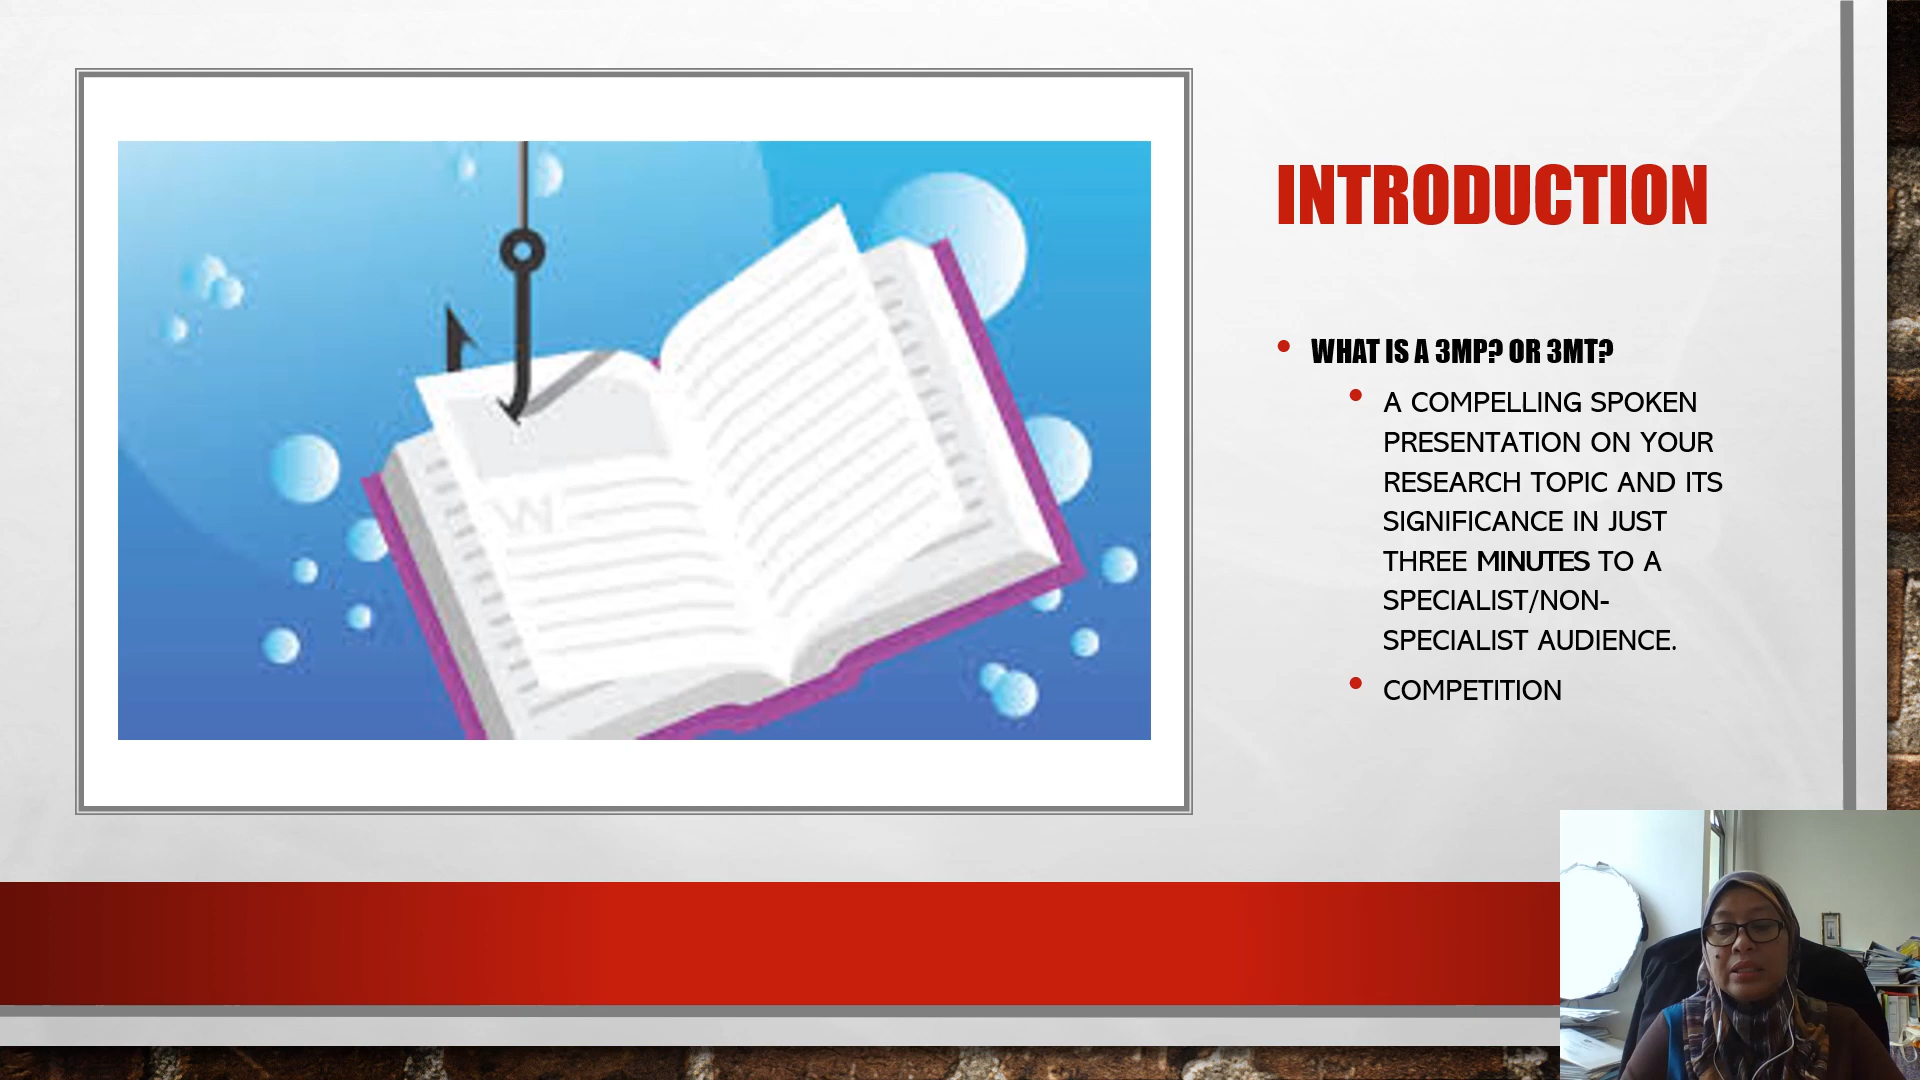 INTRODUCTION
• WHAT IS A 3MP? OR 3MT?
• A COMPELLING SPOKEN
PRESENTATION ON YOUR
RESEARCH TOPIC AND ITS
SIGNIFICANCE IN JUST
THREE MINUTES TO A
SPECIALIST/NON-
SPECIALIST AUDIENCE.
• COMPETITION
W